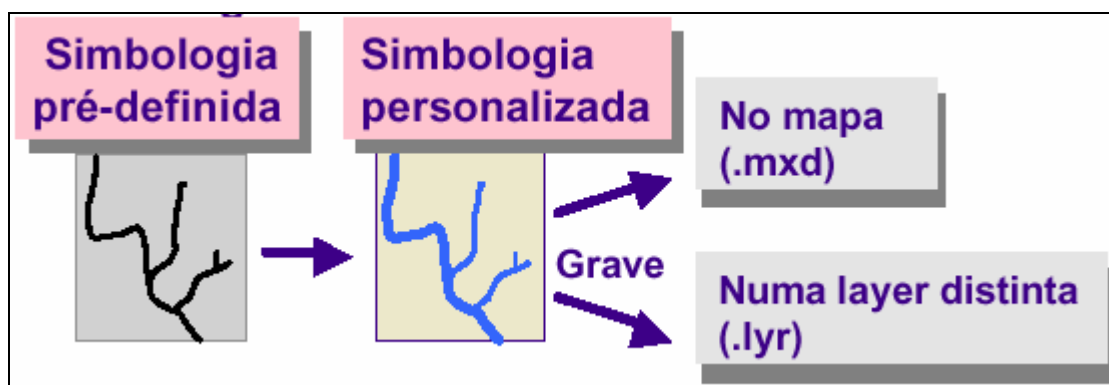 Simbologia
pré-definida
Simbologia
personalizada
No mapa
(.mxd)
Grave
Numa layer distinta
(.lyr)